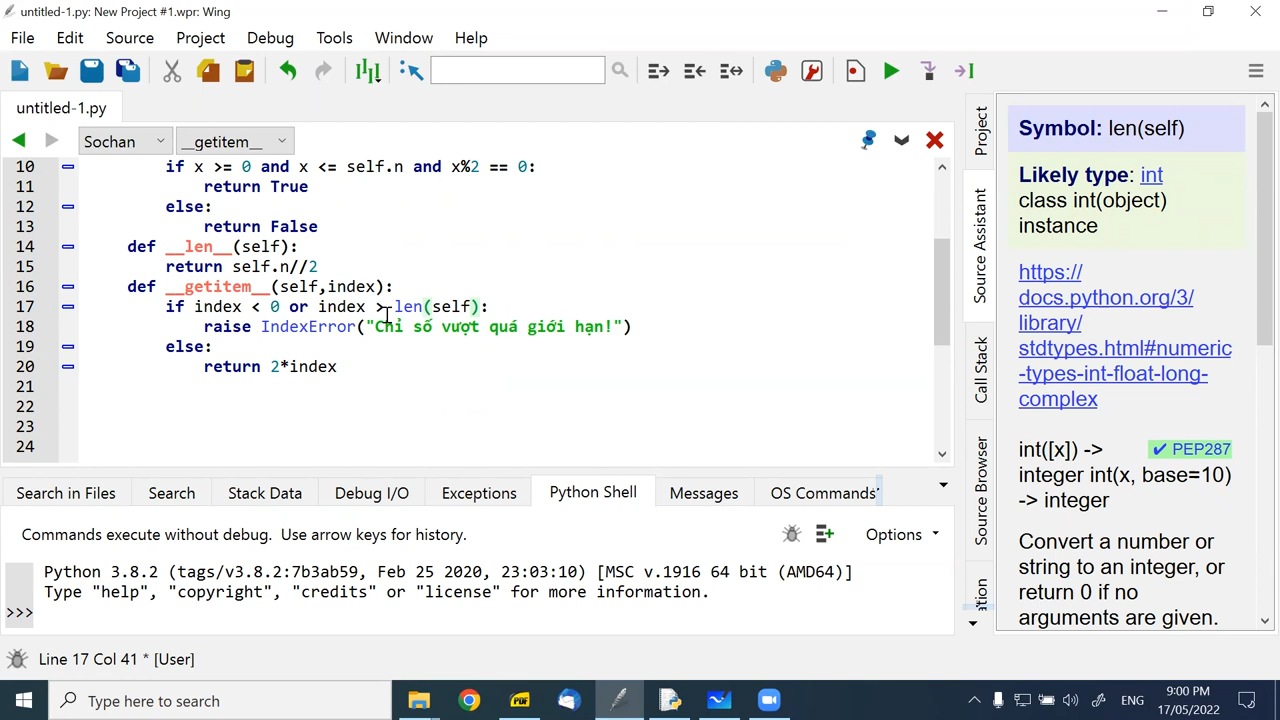 untitled-1.py: New Project #1.wpr: Wing
File Edit Source Project Debug Tools Window Help
untitled-1.py
Sochan __getitem__
10 if x >= 0 and x <= self.n and x%2 == 0:
11 return True
12 else:
13 return False
14 def __len__(self):
15 return self.n//2
16 def __getitem__(self,index):
17 if index < 0 or index > len(self):
18 raise IndexError("Chỉ số vượt quá giới hạn!")
19 else:
20 return 2*index
21
22
23
24
Project
Source Assistant
Call Stack
Source Browser
Symbol: len(self)
Likely type: int
class int(object)
instance
https://
docs.python.org/3/
library/
stdtypes.html#numeric
-types-int-float-long-
complex
int([x]) -> ✔ PEP287
integer int(x, base=10)
-> integer
Convert a number or
string to an integer, or
return 0 if no
arguments are given.
Search in Files Search Stack Data Debug I/O Exceptions Python Shell Messages OS Commands
Commands execute without debug. Use arrow keys for history. Options
Python 3.8.2 (tags/v3.8.2:7b3ab59, Feb 25 2020, 23:03:10) [MSC v.1916 64 bit (AMD64)]
Type "help", "copyright", "credits" or "license" for more information.
>>>
Line 17 Col 41 * [User]
Type here to search
PDF
ENG
9:00 PM
17/05/2022